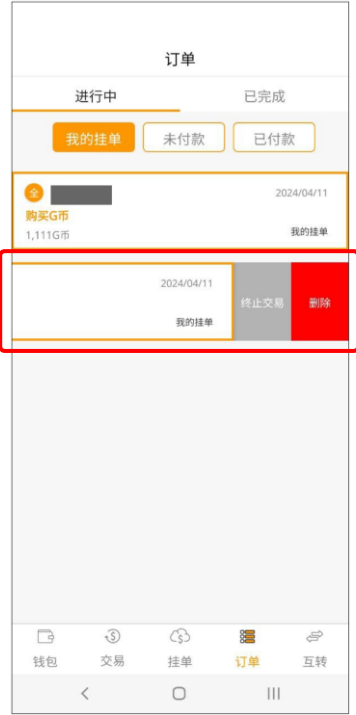 订单
进行中 已完成
我的挂单 未付款 已付款
全 2024/04/11
购买G币
1,111G币 我的挂单
2024/04/11 终止交易 删除
我的挂单
钱包 交易 挂单 订单 互转